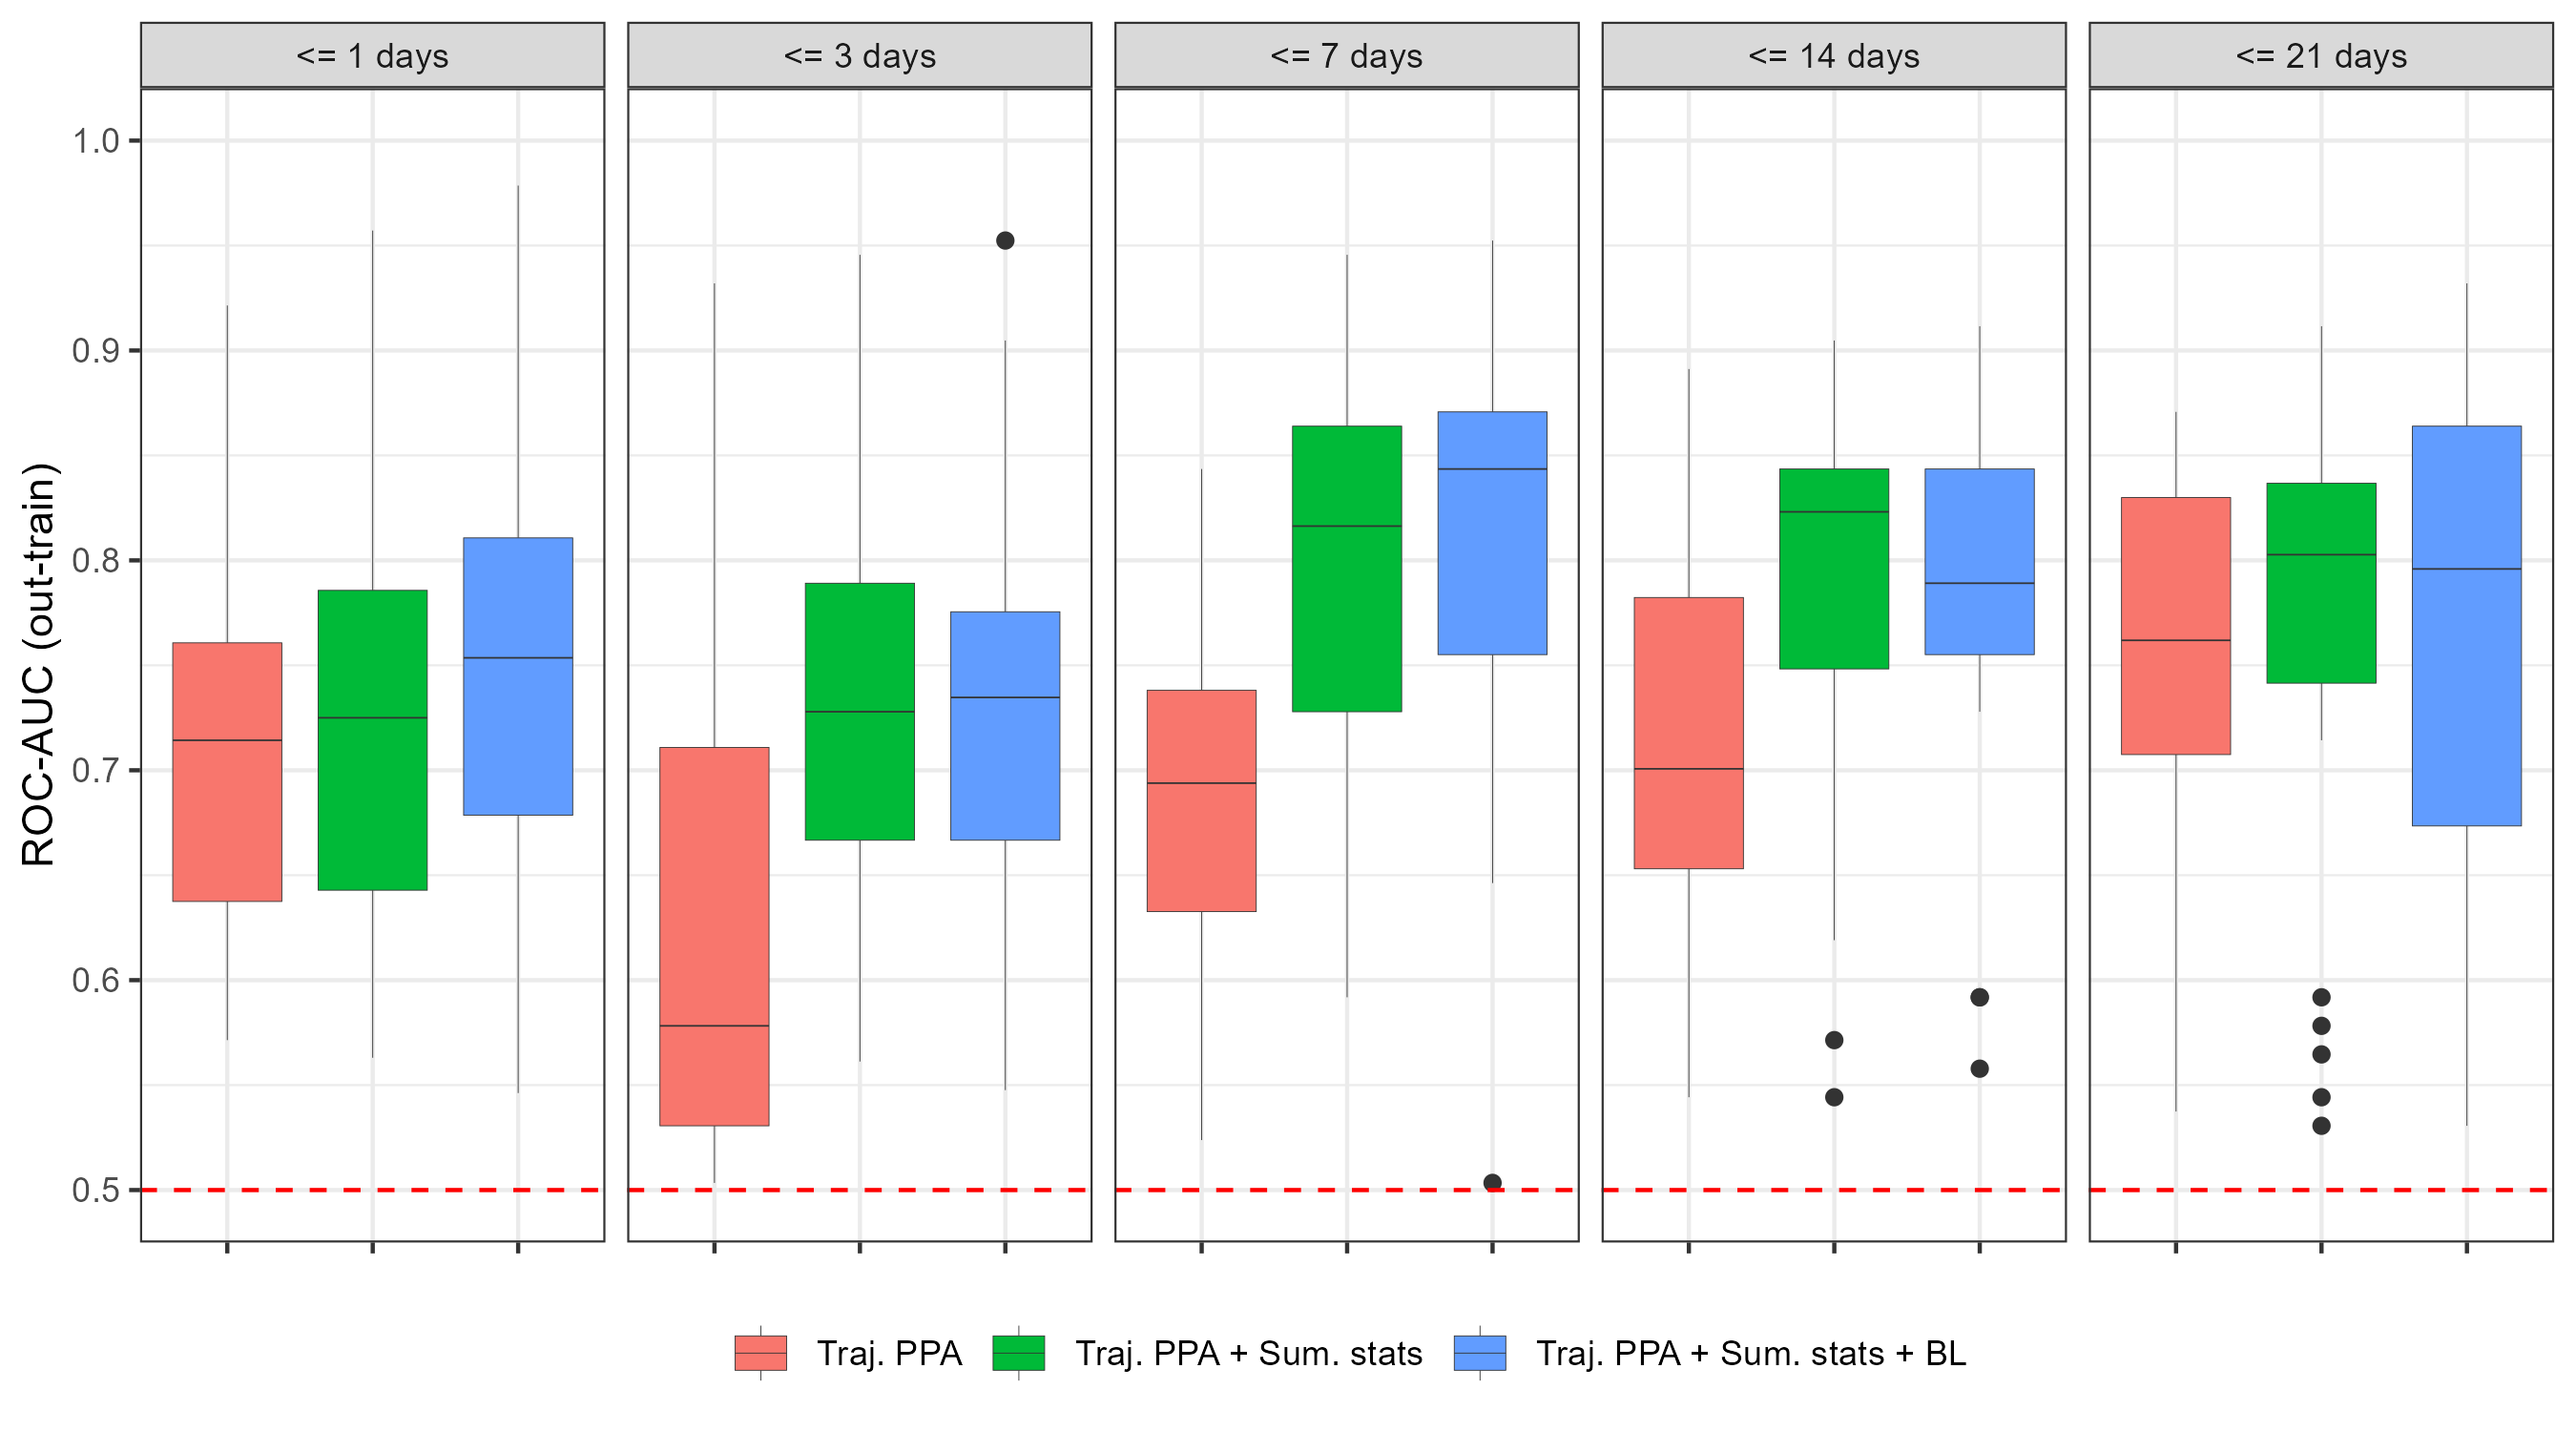 <= 1 days
<= 3 days
<= 7 days
<= 14 days
<= 21 days
ROC-AUC (out-train)
1.0
0.9
0.8
0.7
0.6
0.5
Traj. PPA
Traj. PPA + Sum. stats
Traj. PPA + Sum. stats + BL